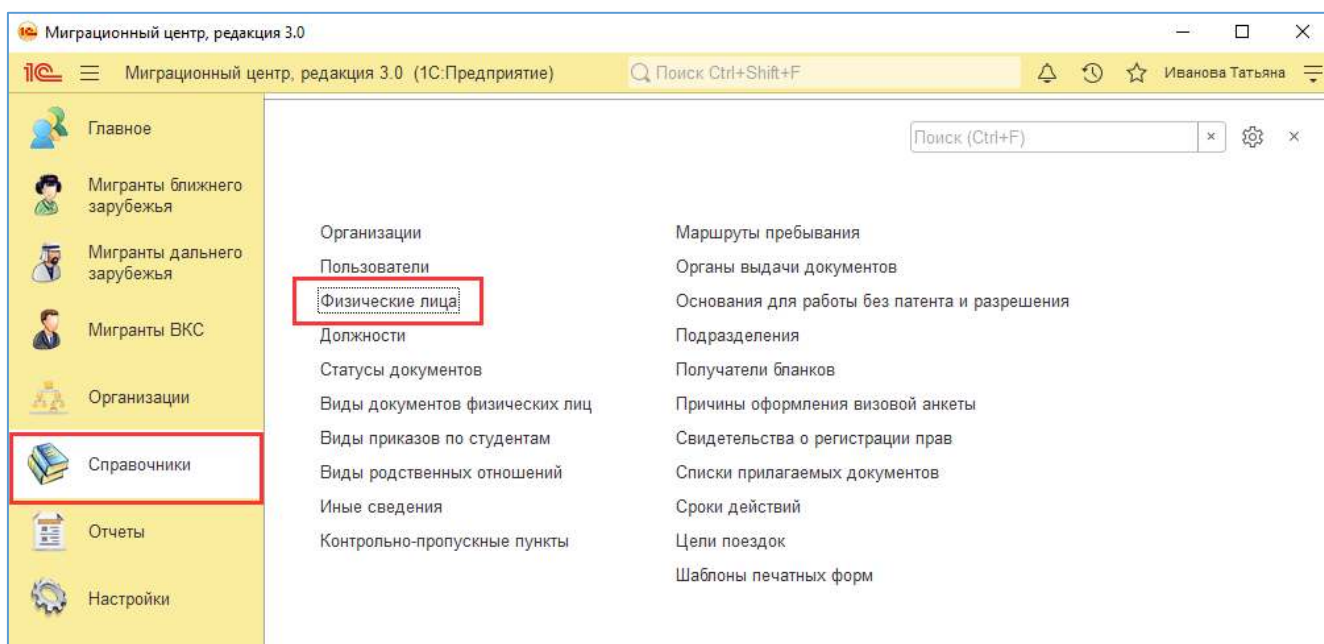 Миграционный центр, редакция 3.0
Миграционный центр, редакция 3.0 (1С:Предприятие)
Поиск Ctrl+Shift+F
Иванова Татьяна
Главное
Мигранты ближнего
зарубежья
Мигранты дальнего
зарубежья
Мигранты ВКС
Организации
Справочники
Отчеты
Настройки
Поиск (Ctrl+F)
Организации
Пользователи
Физические лица
Должности
Статусы документов
Виды документов физических лиц
Виды приказов по студентам
Виды родственных отношений
Иные сведения
Контрольно-пропускные пункты
Маршруты пребывания
Органы выдачи документов
Основания для работы без патента и разрешения
Подразделения
Получатели бланков
Причины оформления визовой анкеты
Свидетельства о регистрации прав
Списки прилагаемых документов
Сроки действий
Цели поездок
Шаблоны печатных форм